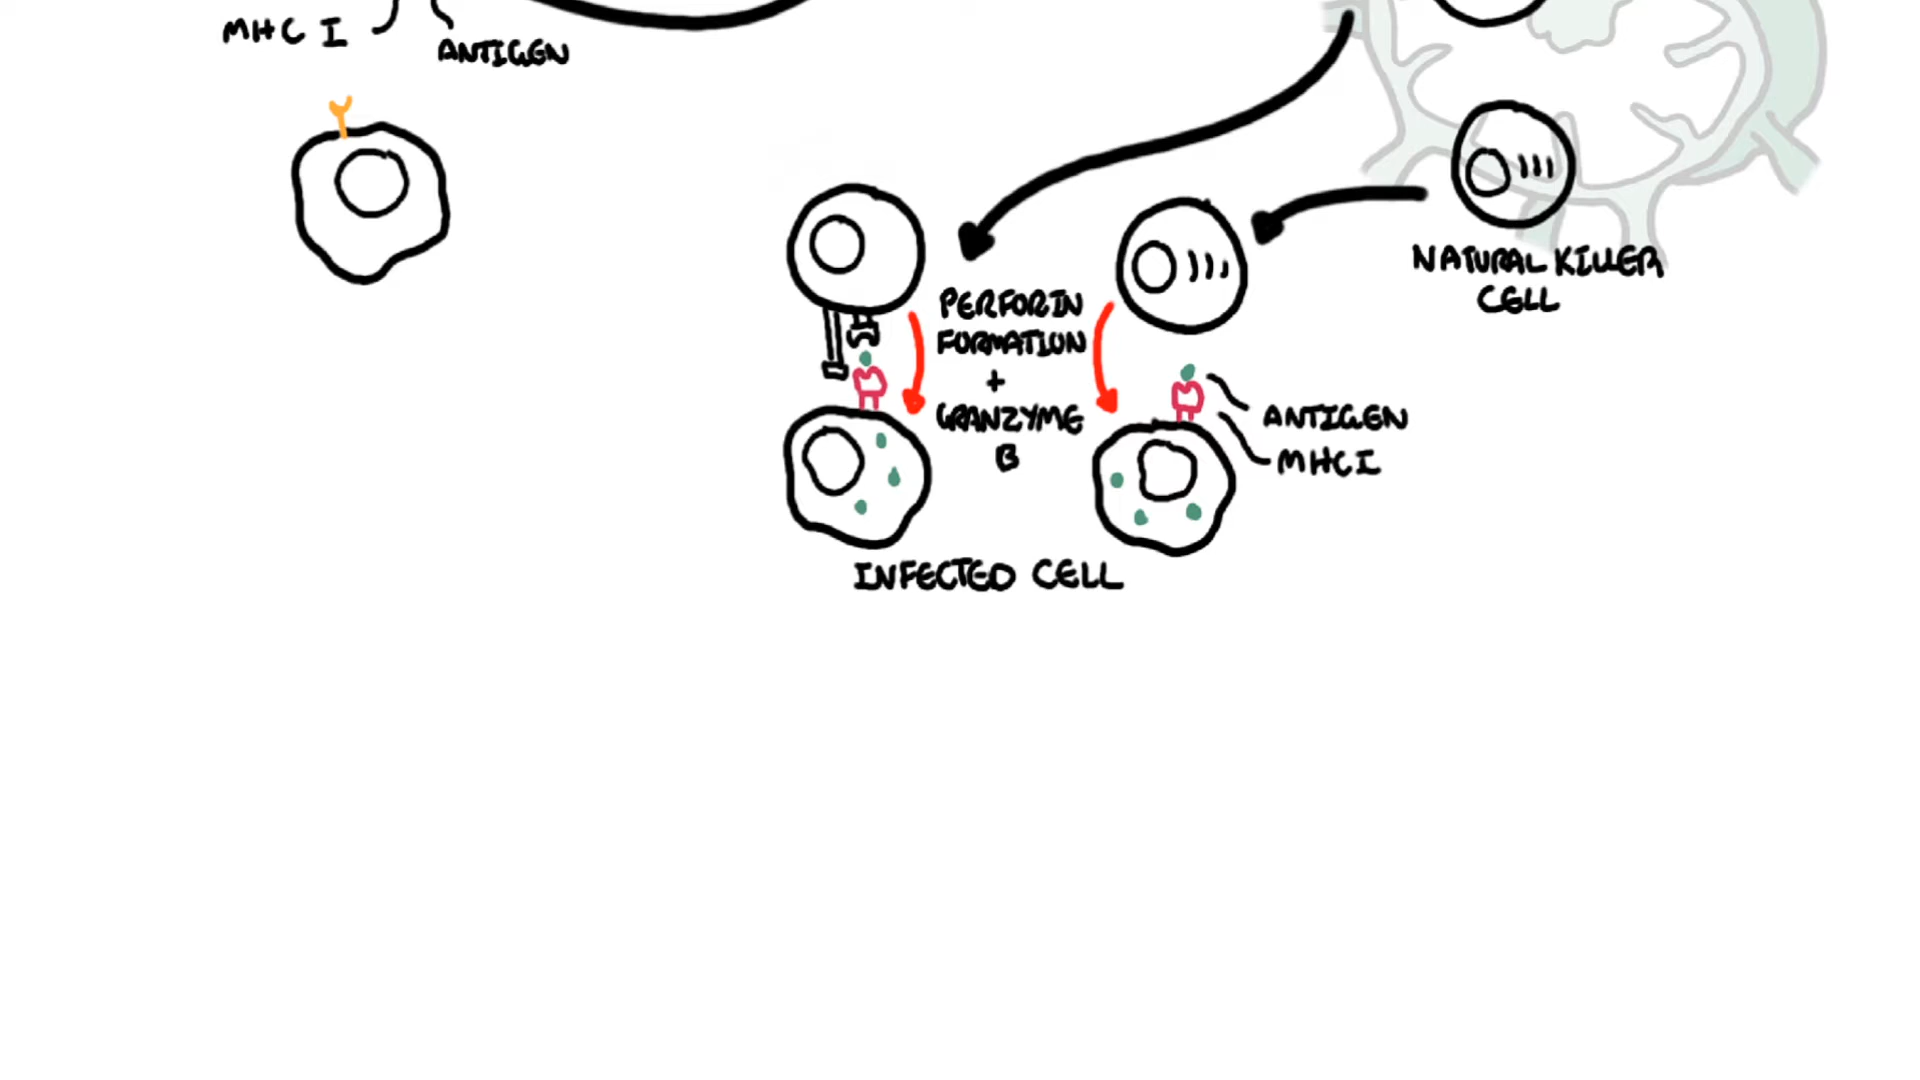 MHC I
ANTIGEN
NATURAL KILLER
CELL
PERFORIN
FORMATION
+
GRANZYME
B
ANTIGEN
MHC I
INFECTED CELL